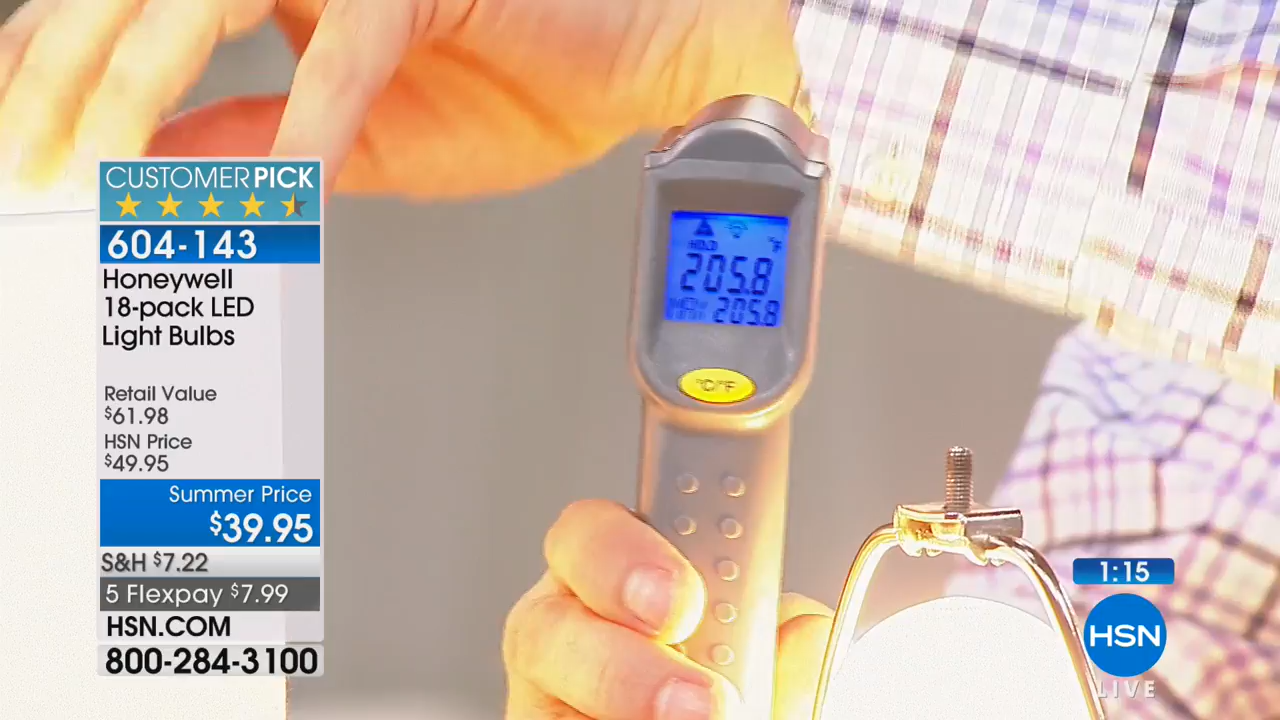 CUSTOMER PICK
604-143
Honeywell
18-pack LED
Light Bulbs
Retail Value
$61.98
HSN Price
$49.95
Summer Price
$39.95
S&H $7.22
5 Flexpay $7.99
HSN.COM
800-284-3100
HOLD
°F
205.8
205.8
°C/°F
1:15
HSN
LIVE